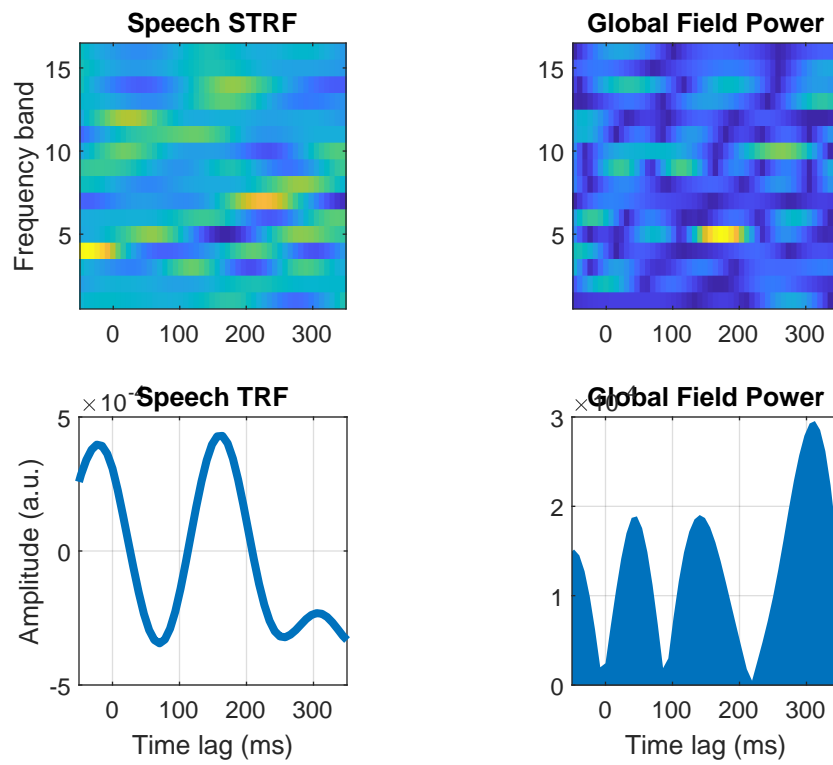 Speech STRF
Frequency band
15
10
5
0 100 200 300
Global Field Power
15
10
5
0 100 200 300
Speech TRF
× 10-4
Amplitude (a.u.)
5
0
-5
0 100 200 300
Time lag (ms)
Global Field Power
3
2
1
0
0 100 200 300
Time lag (ms)